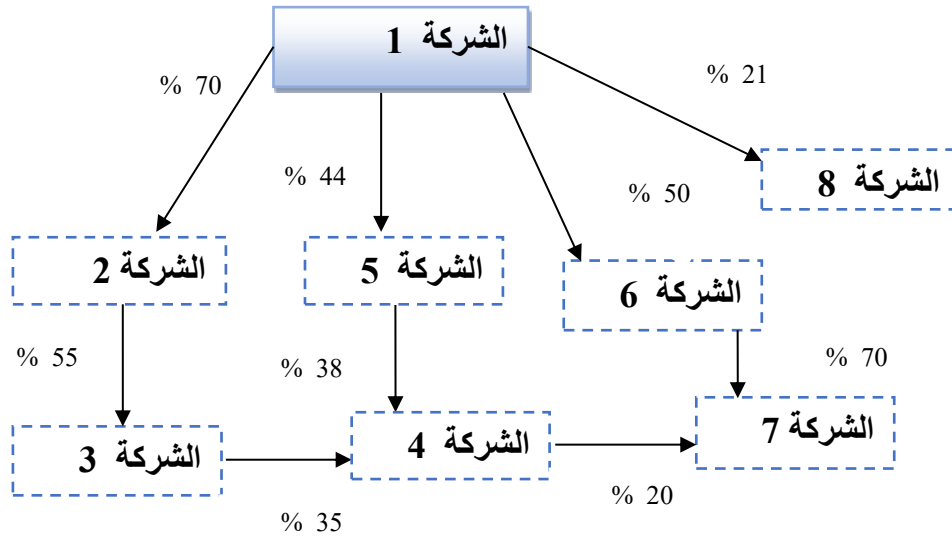 الشركة 1
% 70
% 21
% 44
% 50
الشركة 8
الشركة 2
الشركة 5
الشركة 6
% 55
% 38
% 70
الشركة 3
الشركة 4
الشركة 7
% 35
% 20